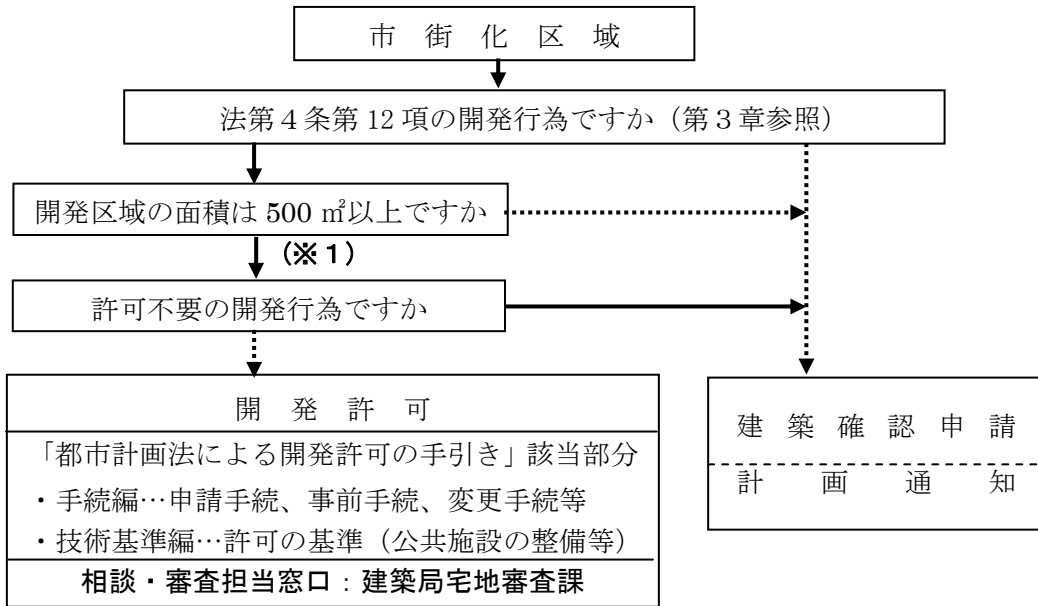 市街化区域
法第4条第12項の開発行為ですか（第3章参照）
開発区域の面積は500㎡以上ですか
（※1）
許可不要の開発行為ですか
開発許可
「都市計画法による開発許可の手引き」該当部分
・手続編…申請手続、事前手続、変更手続等
・技術基準編…許可の基準（公共施設の整備等）
相談・審査担当窓口：建築局宅地審査課
建築確認申請
計画通知